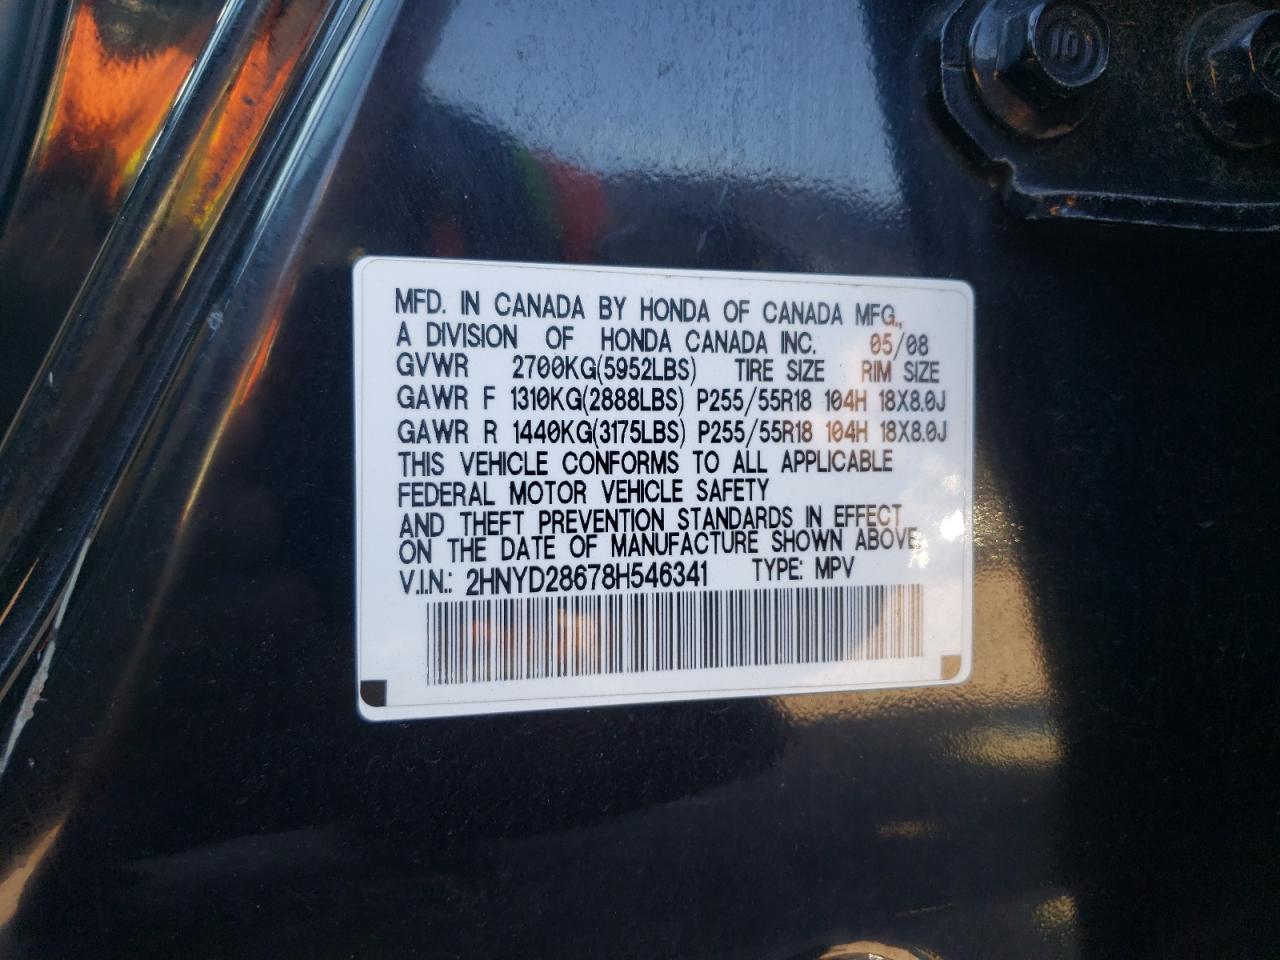 10
MFD. IN CANADA BY HONDA OF CANADA MFG.,
A DIVISION OF HONDA CANADA INC. 05/08
GVWR 2700KG(5952LBS) TIRE SIZE RIM SIZE
GAWR F 1310KG(2888LBS) P255/55R18 104H 18X8.0J
GAWR R 1440KG(3175LBS) P255/55R18 104H 18X8.0J
THIS VEHICLE CONFORMS TO ALL APPLICABLE
FEDERAL MOTOR VEHICLE SAFETY
AND THEFT PREVENTION STANDARDS IN EFFECT
ON THE DATE OF MANUFACTURE SHOWN ABOVE.
V.I.N.: 2HNYD28678H546341 TYPE: MPV